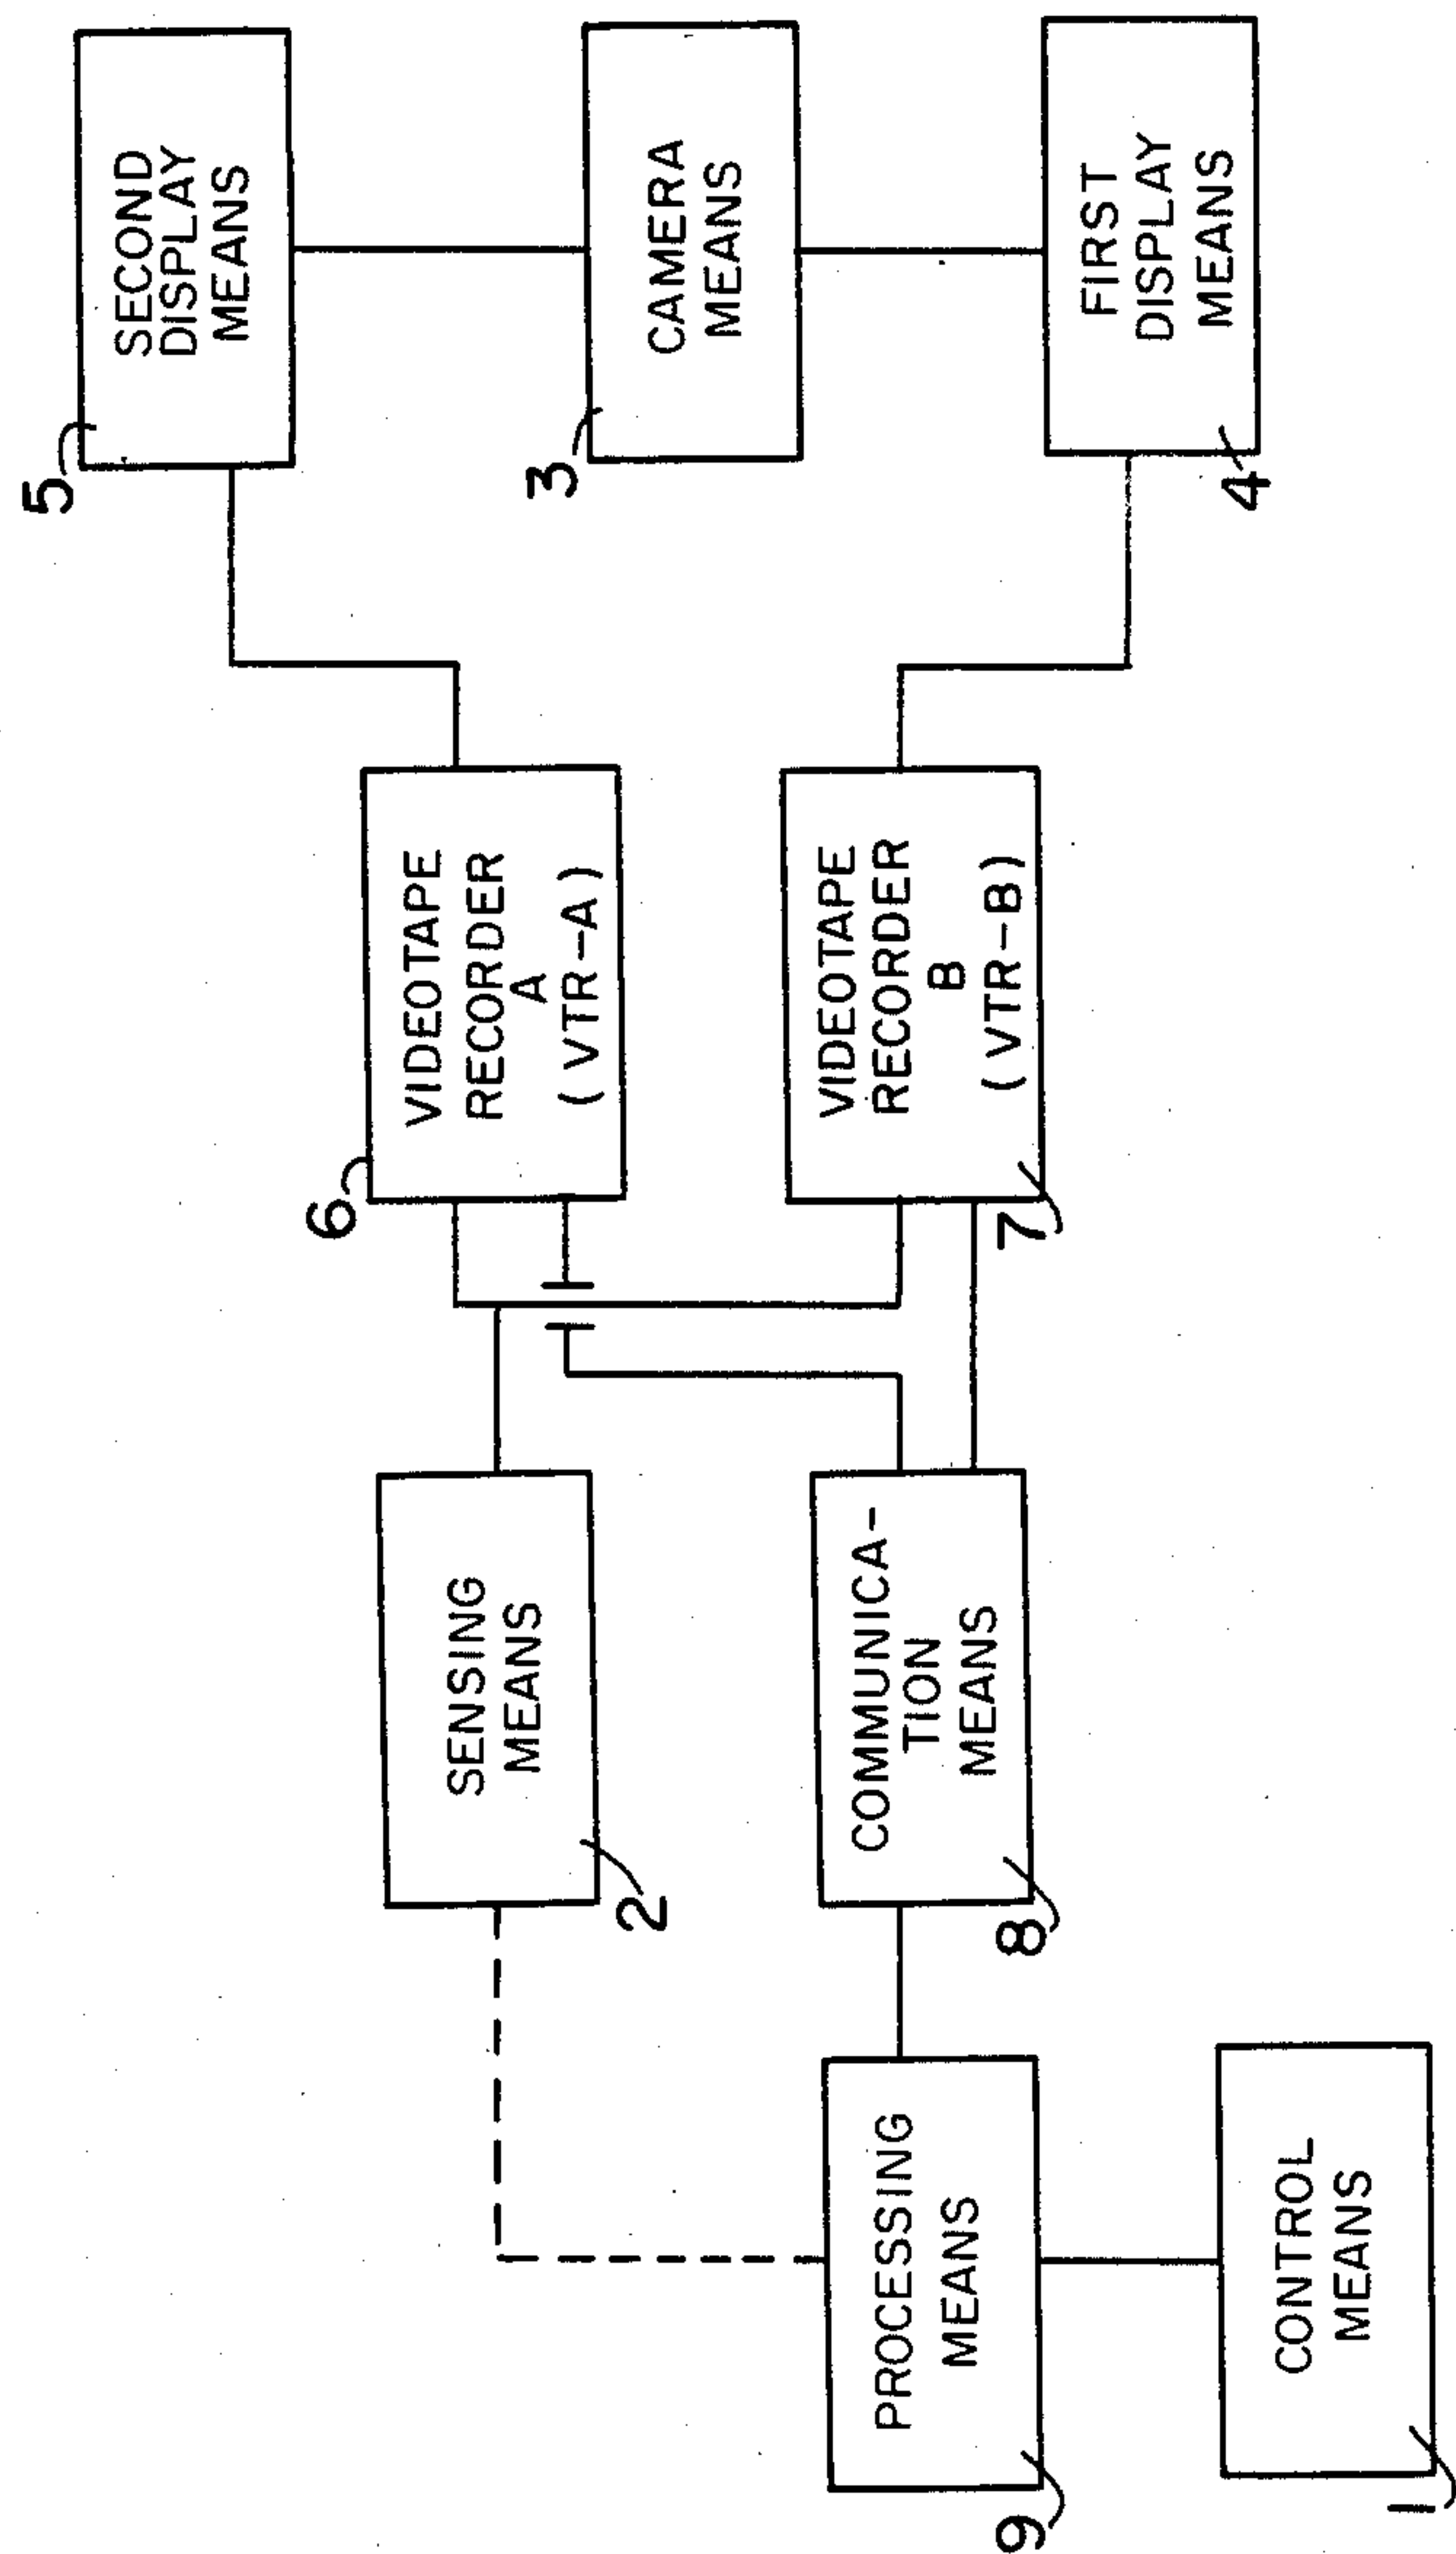 5
SECOND
DISPLAY
MEANS
3
CAMERA
MEANS
4
FIRST
DISPLAY
MEANS
6
VIDEOTAPE
RECORDER
A
(VTR-A)
7
VIDEOTAPE
RECORDER
B
(VTR-B)
2
SENSING
MEANS
8
COMMUNICA-
TION
MEANS
9
PROCESSING
MEANS
1
CONTROL
MEANS